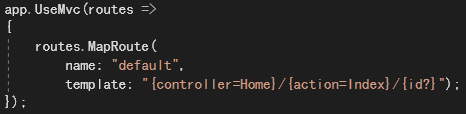 app.UseMvc(routes =>
{
    routes.MapRoute(
        name: "default",
        template: "{controller=Home}/{action=Index}/{id?}");
});